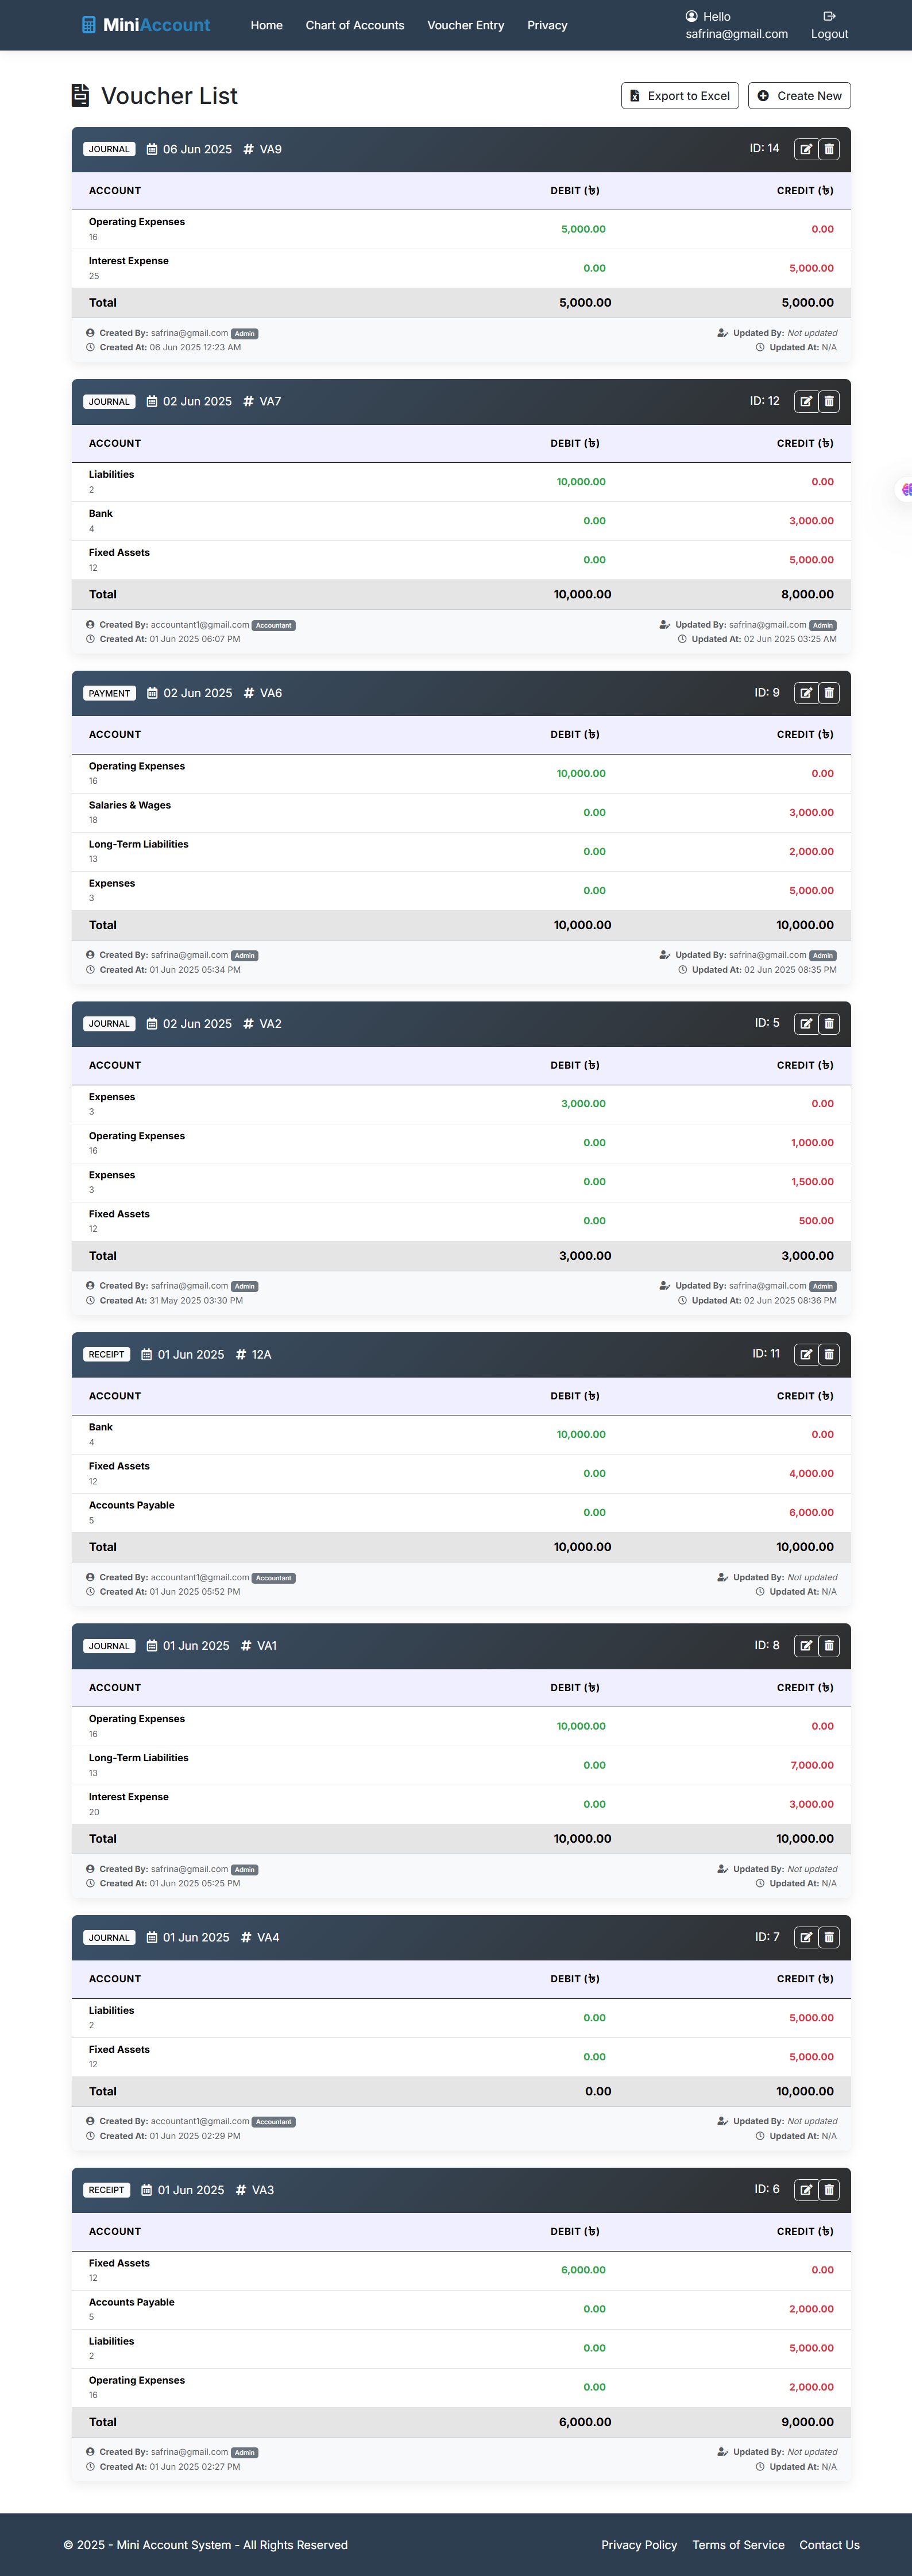 MiniAccount Home Chart of Accounts Voucher Entry Privacy Hello safrina@gmail.com Logout
Voucher List Export to Excel Create New
JOURNAL 06 Jun 2025 # VA9 ID: 14
ACCOUNT DEBIT (৳) CREDIT (৳)
Operating Expenses 5,000.00 0.00
16
Interest Expense 0.00 5,000.00
25
Total 5,000.00 5,000.00
Created By: safrina@gmail.com Admin Updated By: Not updated
Created At: 06 Jun 2025 12:23 AM Updated At: N/A
JOURNAL 02 Jun 2025 # VA7 ID: 12
ACCOUNT DEBIT (৳) CREDIT (৳)
Liabilities 10,000.00 0.00
2
Bank 0.00 3,000.00
4
Fixed Assets 0.00 5,000.00
12
Total 10,000.00 8,000.00
Created By: accountant1@gmail.com Accountant Updated By: safrina@gmail.com Admin
Created At: 01 Jun 2025 06:07 PM Updated At: 02 Jun 2025 03:25 AM
PAYMENT 02 Jun 2025 # VA6 ID: 9
ACCOUNT DEBIT (৳) CREDIT (৳)
Operating Expenses 10,000.00 0.00
16
Salaries & Wages 0.00 3,000.00
18
Long-Term Liabilities 0.00 2,000.00
13
Expenses 0.00 5,000.00
3
Total 10,000.00 10,000.00
Created By: safrina@gmail.com Admin Updated By: safrina@gmail.com Admin
Created At: 01 Jun 2025 05:34 PM Updated At: 02 Jun 2025 08:35 PM
JOURNAL 02 Jun 2025 # VA2 ID: 5
ACCOUNT DEBIT (৳) CREDIT (৳)
Expenses 3,000.00 0.00
3
Operating Expenses 0.00 1,000.00
16
Expenses 0.00 1,500.00
3
Fixed Assets 0.00 500.00
12
Total 3,000.00 3,000.00
Created By: safrina@gmail.com Admin Updated By: safrina@gmail.com Admin
Created At: 31 May 2025 03:30 PM Updated At: 02 Jun 2025 08:36 PM
RECEIPT 01 Jun 2025 # 12A ID: 11
ACCOUNT DEBIT (৳) CREDIT (৳)
Bank 10,000.00 0.00
4
Fixed Assets 0.00 4,000.00
12
Accounts Payable 0.00 6,000.00
5
Total 10,000.00 10,000.00
Created By: accountant1@gmail.com Accountant Updated By: Not updated
Created At: 01 Jun 2025 05:52 PM Updated At: N/A
JOURNAL 01 Jun 2025 # VA1 ID: 8
ACCOUNT DEBIT (৳) CREDIT (৳)
Operating Expenses 10,000.00 0.00
16
Long-Term Liabilities 0.00 7,000.00
13
Interest Expense 0.00 3,000.00
20
Total 10,000.00 10,000.00
Created By: safrina@gmail.com Admin Updated By: Not updated
Created At: 01 Jun 2025 05:25 PM Updated At: N/A
JOURNAL 01 Jun 2025 # VA4 ID: 7
ACCOUNT DEBIT (৳) CREDIT (৳)
Liabilities 0.00 5,000.00
2
Fixed Assets 0.00 5,000.00
12
Total 0.00 10,000.00
Created By: accountant1@gmail.com Accountant Updated By: Not updated
Created At: 01 Jun 2025 02:29 PM Updated At: N/A
RECEIPT 01 Jun 2025 # VA3 ID: 6
ACCOUNT DEBIT (৳) CREDIT (৳)
Fixed Assets 6,000.00 0.00
12
Accounts Payable 0.00 2,000.00
5
Liabilities 0.00 5,000.00
2
Operating Expenses 0.00 2,000.00
16
Total 6,000.00 9,000.00
Created By: safrina@gmail.com Admin Updated By: Not updated
Created At: 01 Jun 2025 02:27 PM Updated At: N/A
© 2025 - Mini Account System - All Rights Reserved Privacy Policy Terms of Service Contact Us